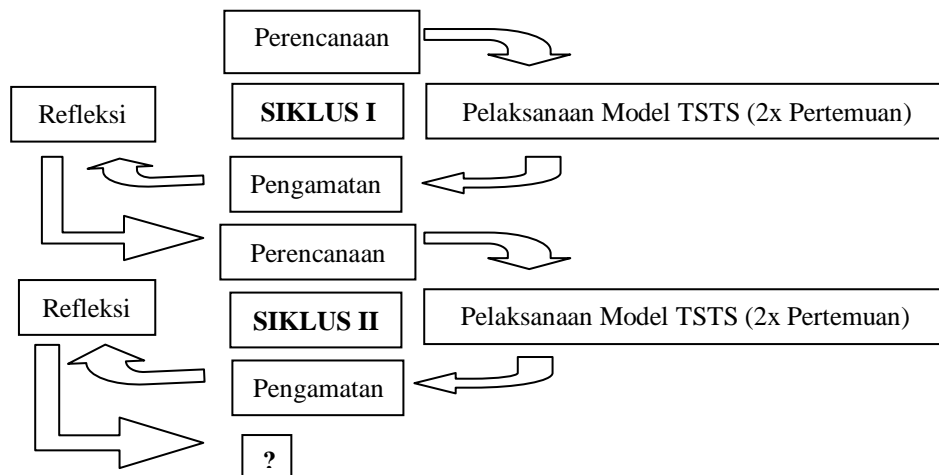 Perencanaan
Refleksi
SIKLUS I
Pelaksanaan Model TSTS (2x Pertemuan)
Pengamatan
Perencanaan
Refleksi
SIKLUS II
Pelaksanaan Model TSTS (2x Pertemuan)
Pengamatan
?